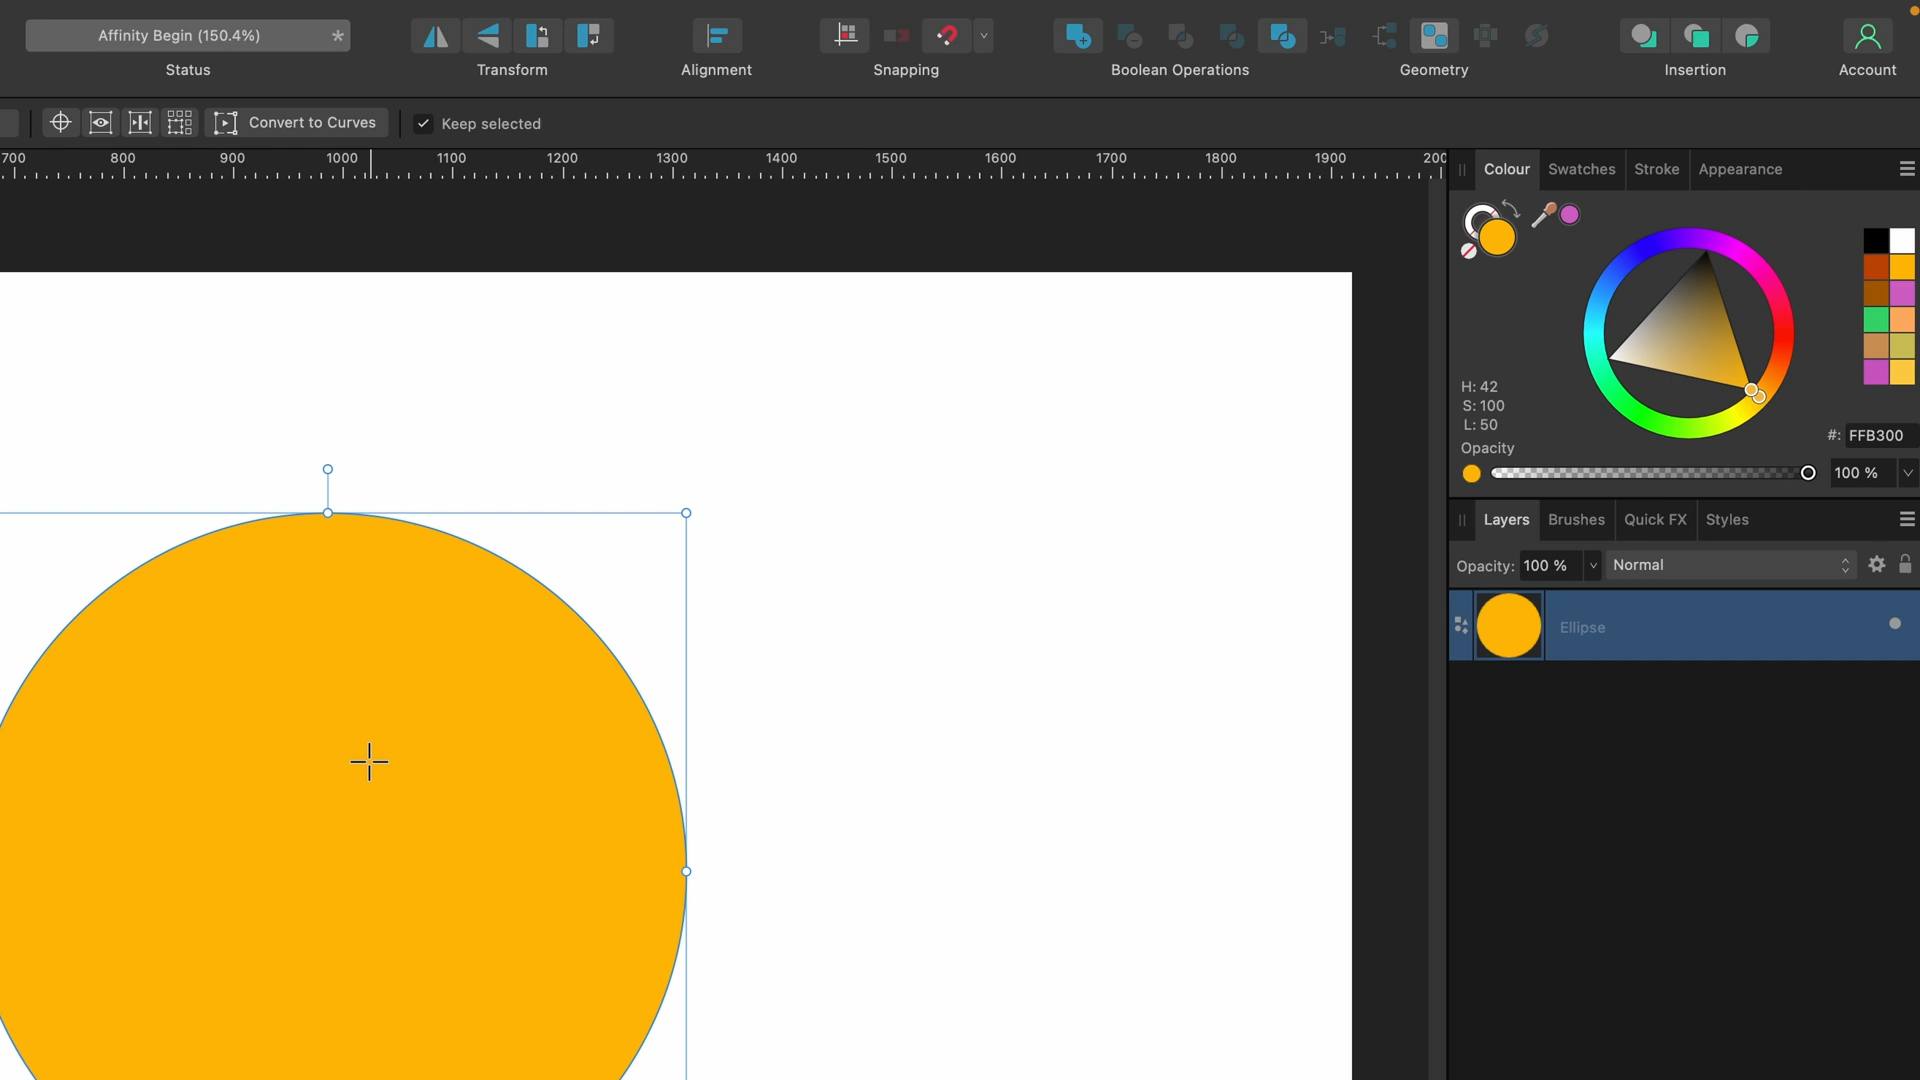 Affinity Begin (150.4%) *
Status
Transform
Alignment
Snapping
Boolean Operations
Geometry
Insertion
Account
Convert to Curves
Keep selected
700 800 900 1000 1100 1200 1300 1400 1500 1600 1700 1800 1900 200
Colour Swatches Stroke Appearance
H: 42
S: 100
L: 50
#: FFB300
Opacity
100 %
Layers Brushes Quick FX Styles
Opacity: 100 % Normal
Ellipse